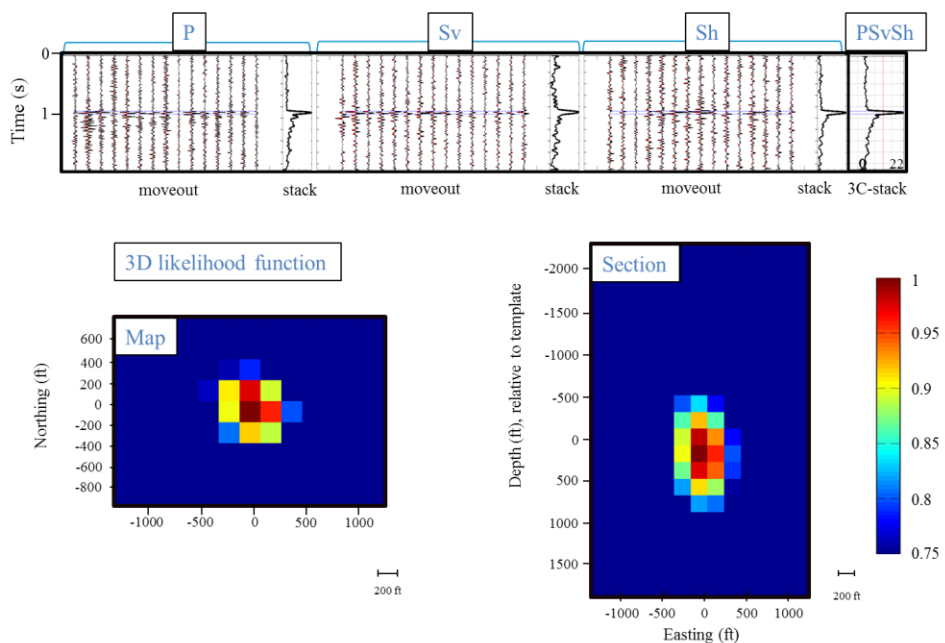 P
Sv
Sh
PSvSh
0
1
Time (s)
0 22
moveout
stack
moveout
stack
moveout
stack
3C-stack
3D likelihood function
Map
600
400
200
0
-200
-400
-600
-800
Northing (ft)
-1000
-500
0
500
1000
200 ft
Section
-2000
-1500
-1000
-500
0
500
1000
1500
Depth (ft), relative to template
-1000
-500
0
500
1000
Easting (ft)
200 ft
1
0.95
0.9
0.85
0.8
0.75